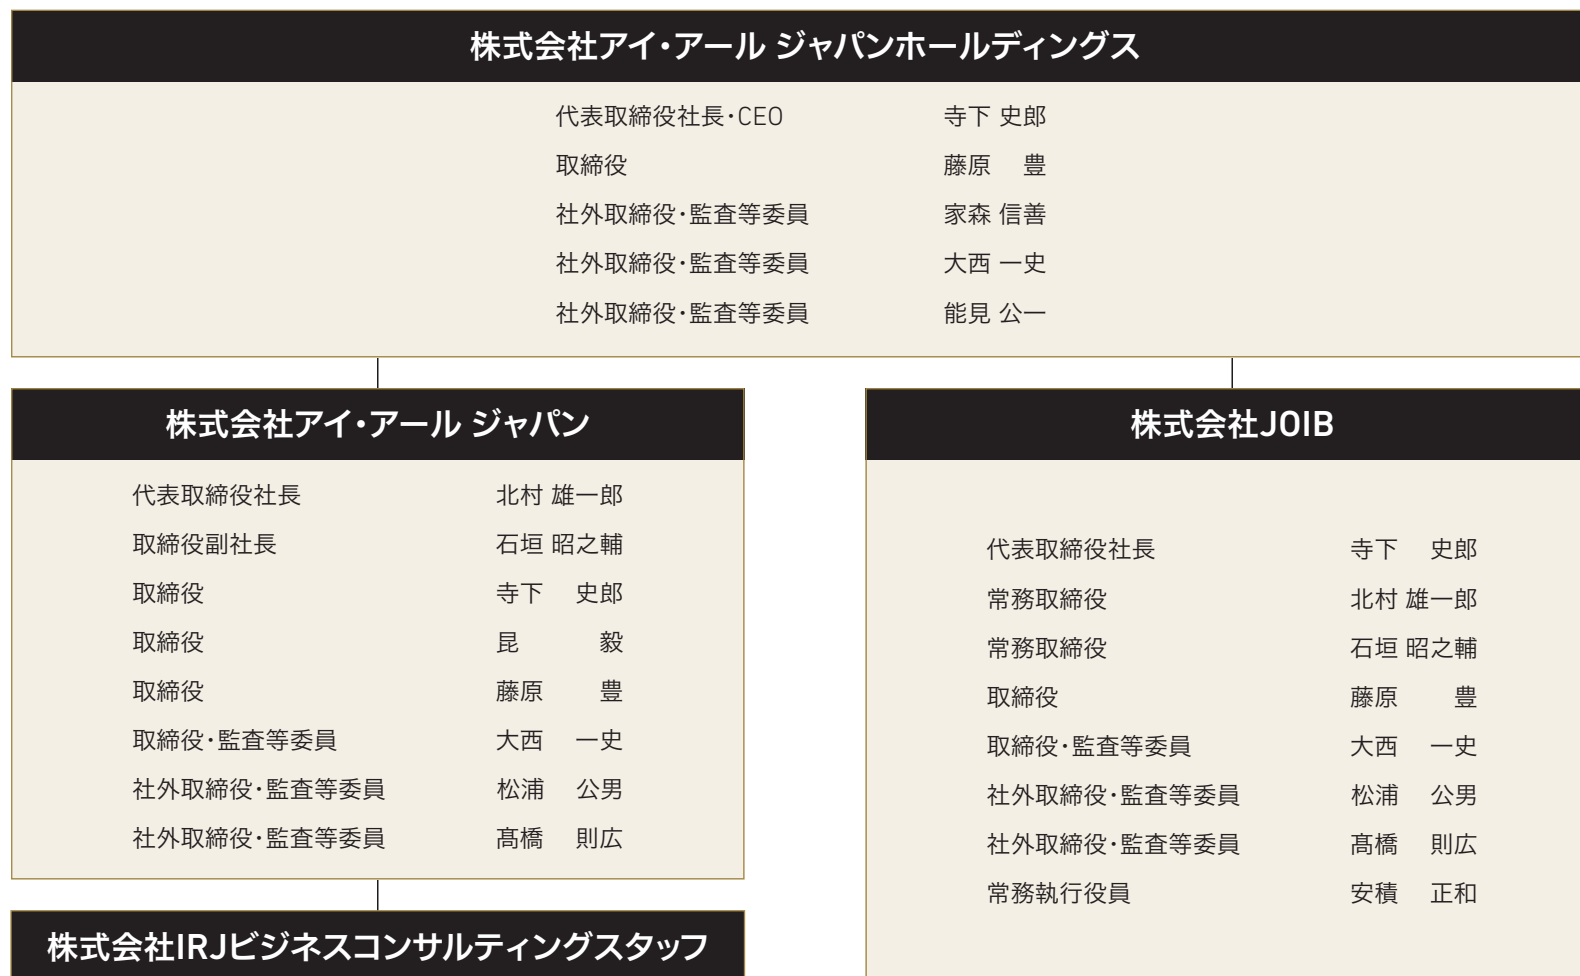 株式会社アイ・アール ジャパンホールディングス
代表取締役社長・CEO 寺下 史郎
取締役 藤原 豊
社外取締役・監査等委員 家森 信善
社外取締役・監査等委員 大西 一史
社外取締役・監査等委員 能見 公一
株式会社アイ・アール ジャパン
代表取締役社長 北村 雄一郎
取締役副社長 石垣 昭之輔
取締役 寺下 史郎
取締役 昆 毅
取締役 藤原 豊
取締役・監査等委員 大西 一史
社外取締役・監査等委員 松浦 公男
社外取締役・監査等委員 髙橋 則広
株式会社IRJビジネスコンサルティングスタッフ
株式会社JOIB
代表取締役社長 寺下 史郎
常務取締役 北村 雄一郎
常務取締役 石垣 昭之輔
取締役 藤原 豊
取締役・監査等委員 大西 一史
社外取締役・監査等委員 松浦 公男
社外取締役・監査等委員 髙橋 則広
常務執行役員 安積 正和